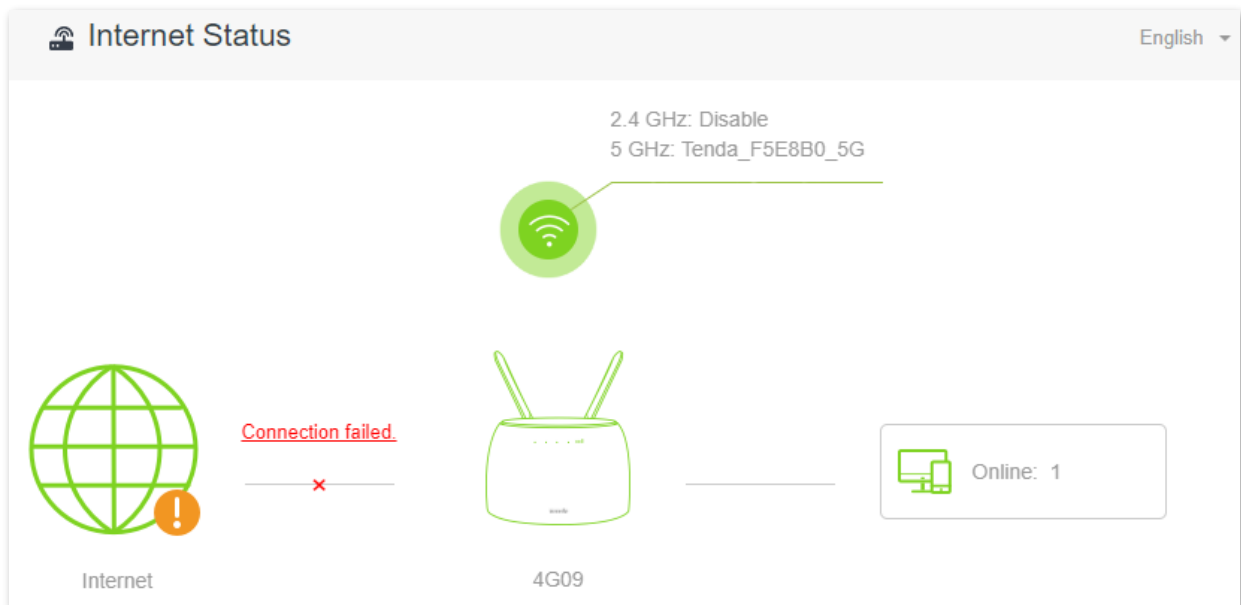 Internet Status
English
2.4 GHz: Disable
5 GHz: Tenda_F5E8B0_5G
Connection failed.
Online: 1
Internet
4G09